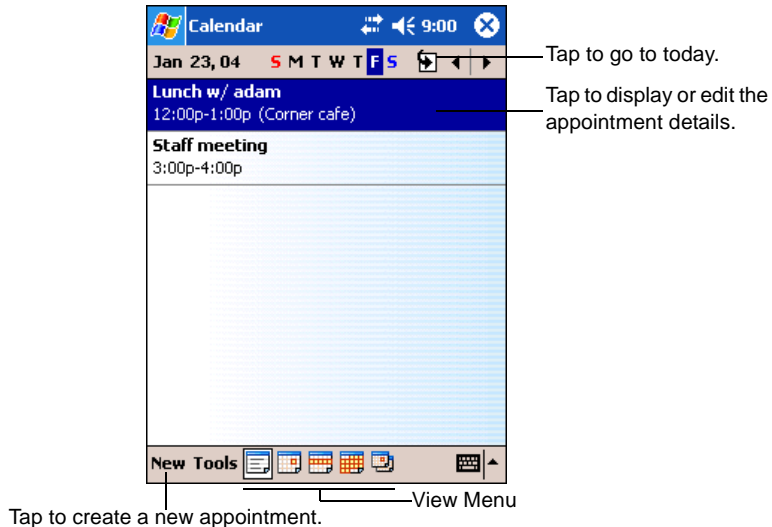 Calendar 9:00
Jan 23, 04 S M T W T F S
Tap to go to today.
Lunch w/ adam
12:00p-1:00p (Corner cafe)
Tap to display or edit the
appointment details.
Staff meeting
3:00p-4:00p
New Tools
View Menu
Tap to create a new appointment.